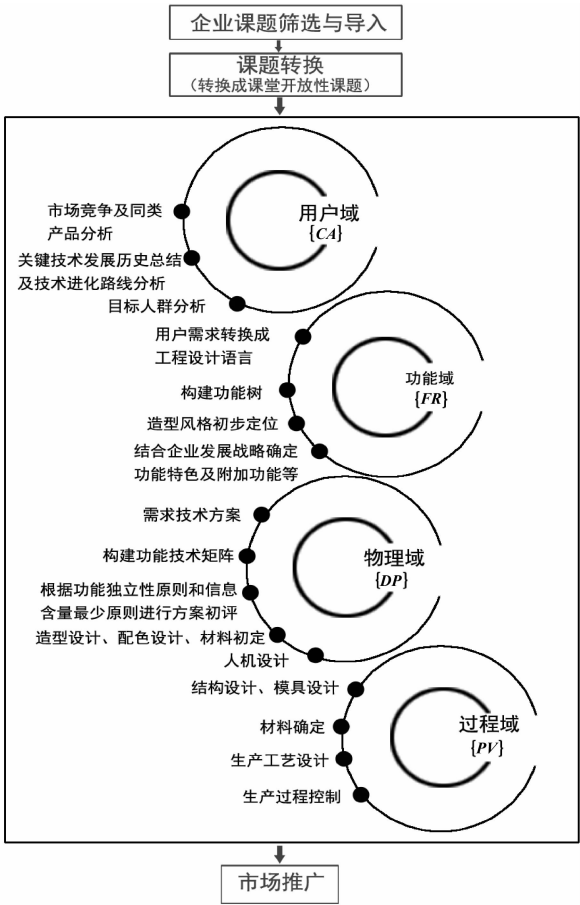 企业课题筛选与导入
课题转换
（转换成课堂开放性课题）
用户域
{CA}
市场竞争及同类
产品分析
关键技术发展历史总结
及技术进化路线分析
目标人群分析
功能域
{FR}
用户需求转换成
工程设计语言
构建功能树
造型风格初步定位
结合企业发展战略确定
功能特色及附加功能等
物理域
{DP}
需求技术方案
构建功能技术矩阵
根据功能独立性原则和信息
含量最少原则进行方案初评
造型设计、配色设计、材料初定
人机设计
过程域
{PV}
结构设计、模具设计
材料确定
生产工艺设计
生产过程控制
市场推广